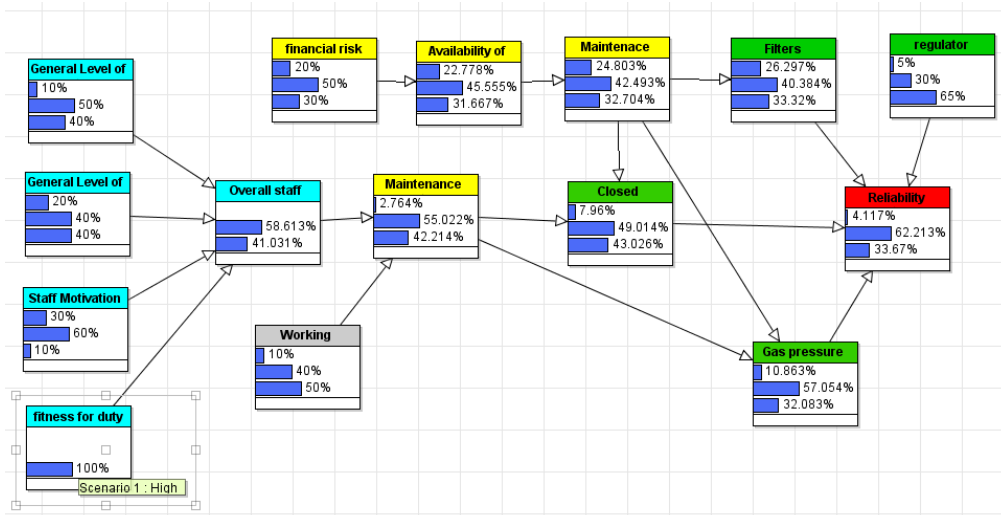 financial risk
20%
50%
30%
Availability of
22.778%
45.555%
31.667%
Maintenace
24.803%
42.493%
32.704%
Filters
26.297%
40.384%
33.32%
regulator
5%
30%
65%
General Level of
10%
50%
40%
General Level of
20%
40%
40%
Overall staff
58.613%
41.031%
Maintenance
2.764%
55.022%
42.214%
Closed
7.96%
49.014%
43.026%
Reliability
4.117%
62.213%
33.67%
Staff Motivation
30%
60%
10%
Working
10%
40%
50%
Gas pressure
10.863%
57.054%
32.083%
fitness for duty
100%
Scenario 1 : High